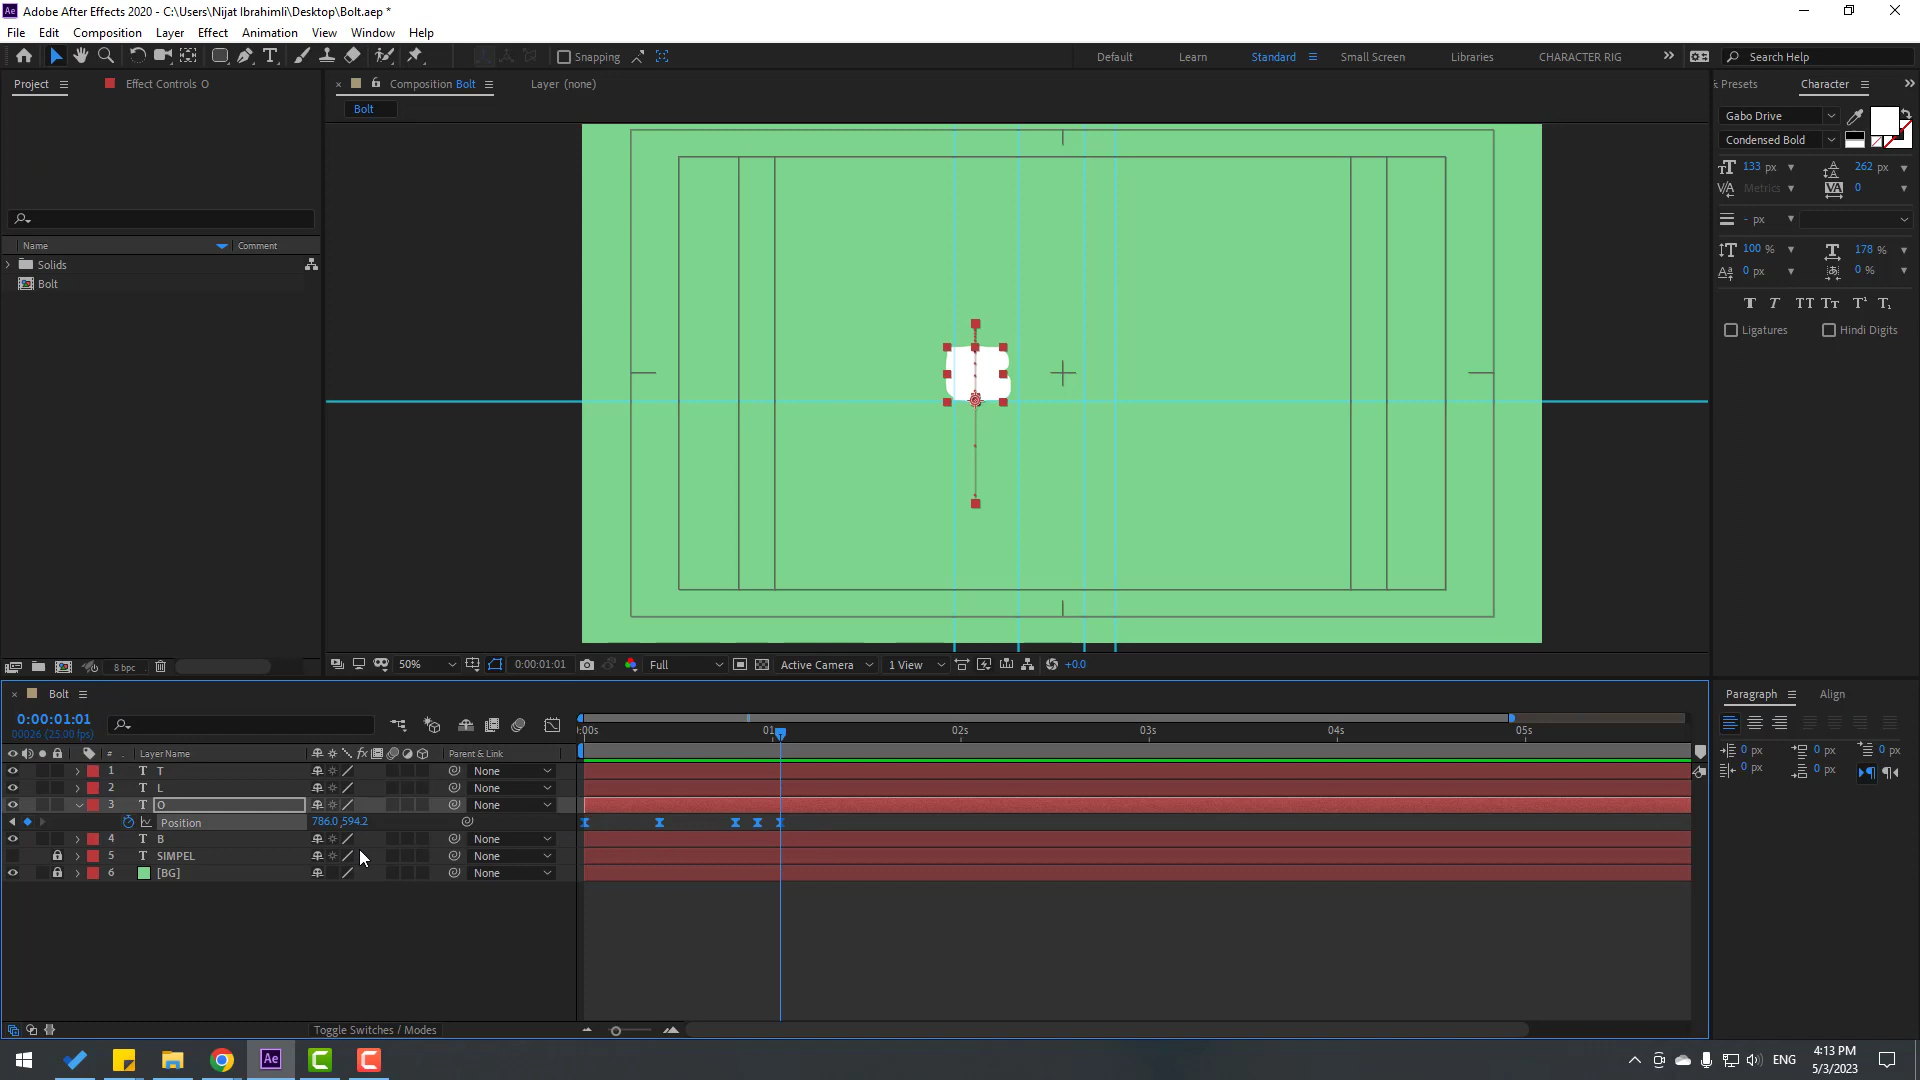 Adobe After Effects 2020 - C:\Users\Nijat Ibrahimli\Desktop\Bolt.aep *
File Edit Composition Layer Effect Animation View Window Help
Snapping
Default Learn Standard Small Screen Libraries CHARACTER RIG Search Help
Project Effect Controls O
Composition Bolt Layer (none)
Presets Character
Bolt
Gabo Drive
Condensed Bold
133 px 262 px
Metrics 0
- px
100 % 178 %
0 px 0 %
Ligatures Hindi Digits
Name Comment
Solids
Bolt
8 bpc
50% 0:00:01:01 Full Active Camera 1 View +0.0
Bolt
0:00:01:01
00026 (25.00 fps)
:00s 01 02s 03s 04s 05s
# Layer Name Parent & Link
1 T T None
2 T L None
3 T O None
Position 786.0,594.2
4 T B None
5 T SIMPEL None
6 [BG] None
Toggle Switches / Modes
Paragraph Align
0 px 0 px 0 px
0 px 0 px
ENG 4:13 PM
5/3/2023